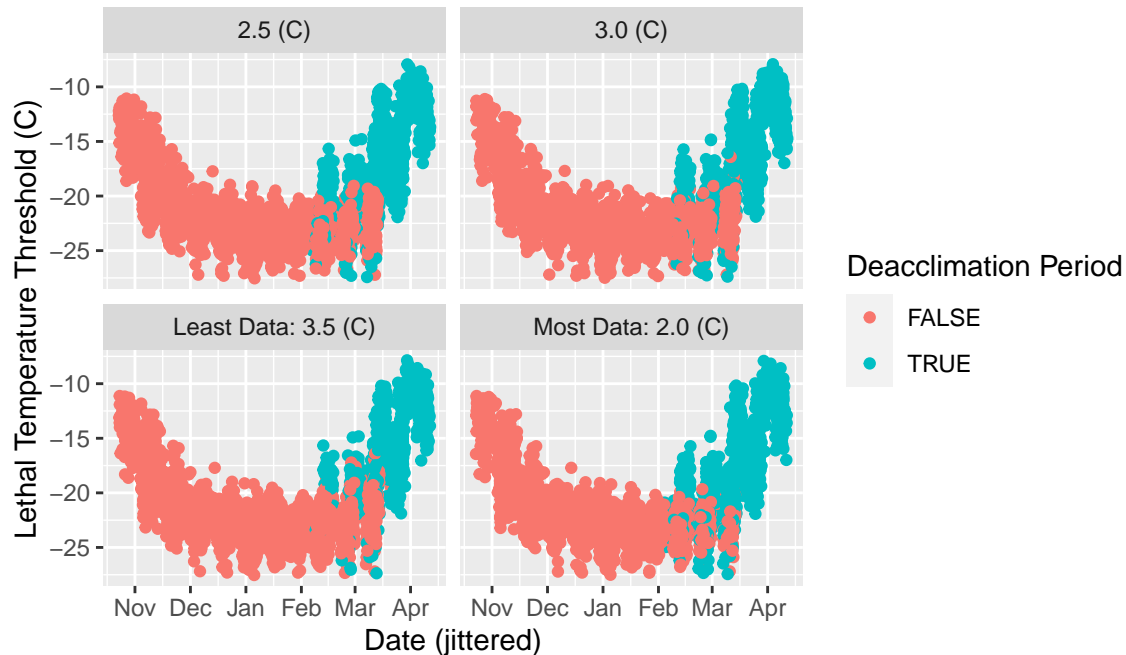 2.5 (C)
3.0 (C)
−10
−15
−20
−25
Least Data: 3.5 (C)
Most Data: 2.0 (C)
−10
−15
−20
−25
Nov Dec Jan Feb Mar Apr
Nov Dec Jan Feb Mar Apr
Date (jittered)
Lethal Temperature Threshold (C)
Deacclimation Period
FALSE
TRUE